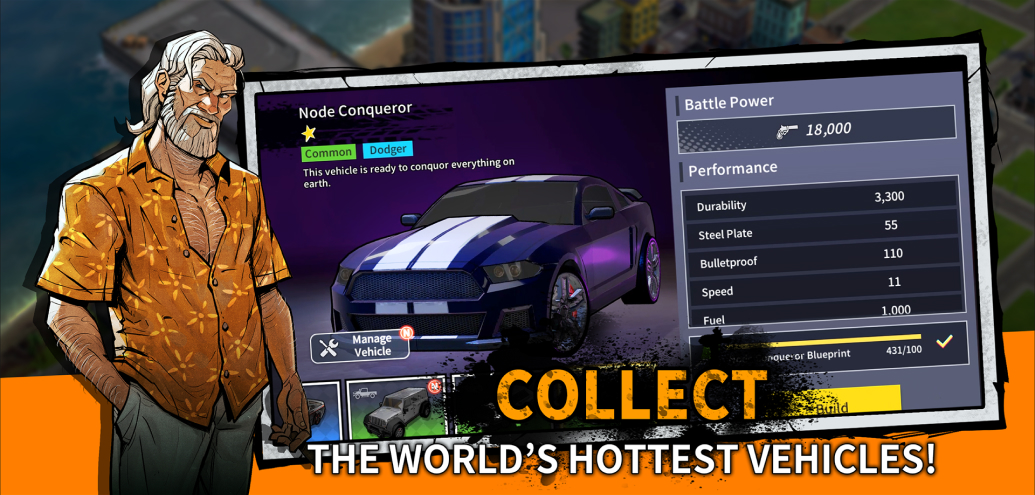 Node Conqueror
Common Dodger
This vehicle is ready to conquor everything on
earth.
Battle Power
18,000
Performance
Durability 3,300
Steel Plate 55
Bulletproof 110
Speed 11
Fuel 1,000
Blueprint 431/100
Manage
Vehicle
N
Build
COLLECT
THE WORLD'S HOTTEST VEHICLES!